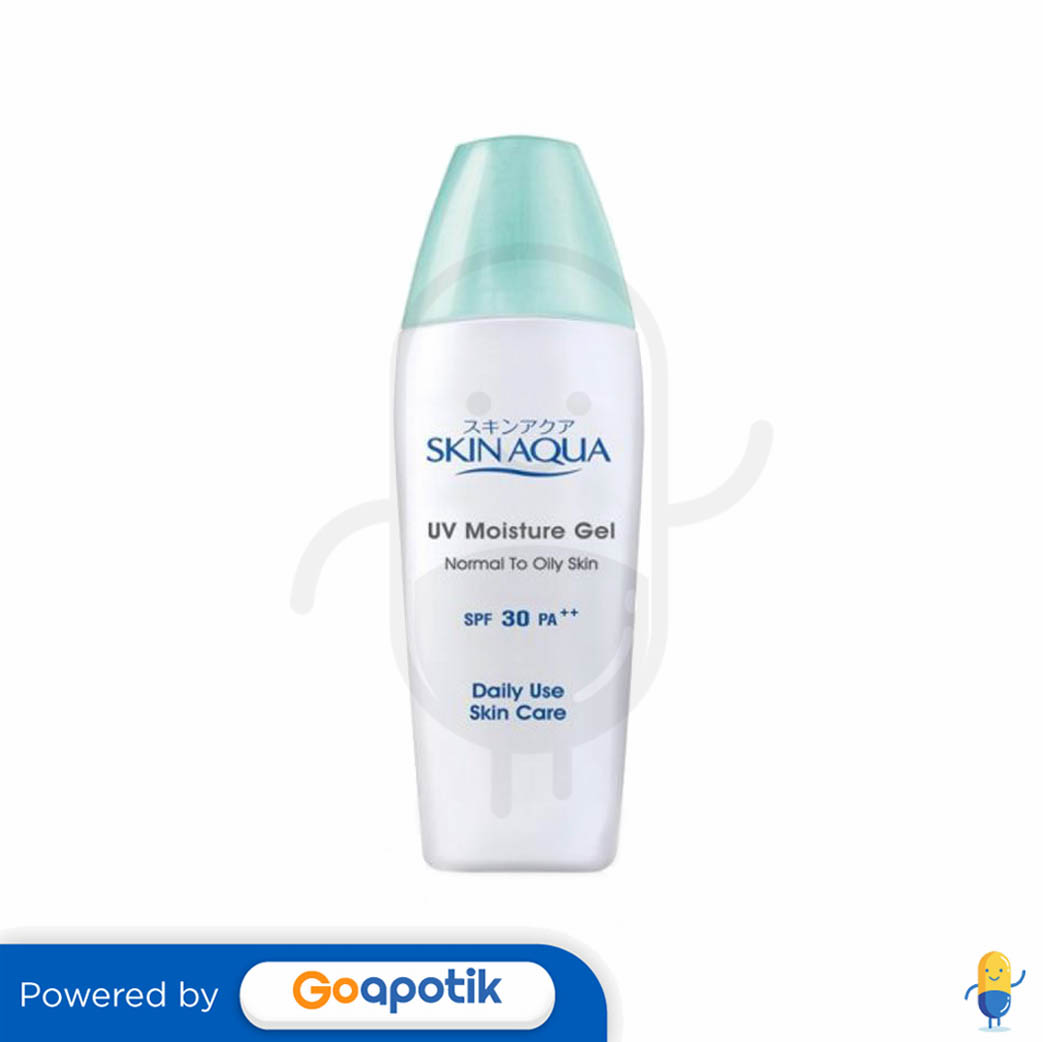 スキンアクア
SKIN AQUA
UV Moisture Gel
Normal To Oily Skin
SPF 30 PA++
Daily Use
Skin Care
Powered by Goapotik